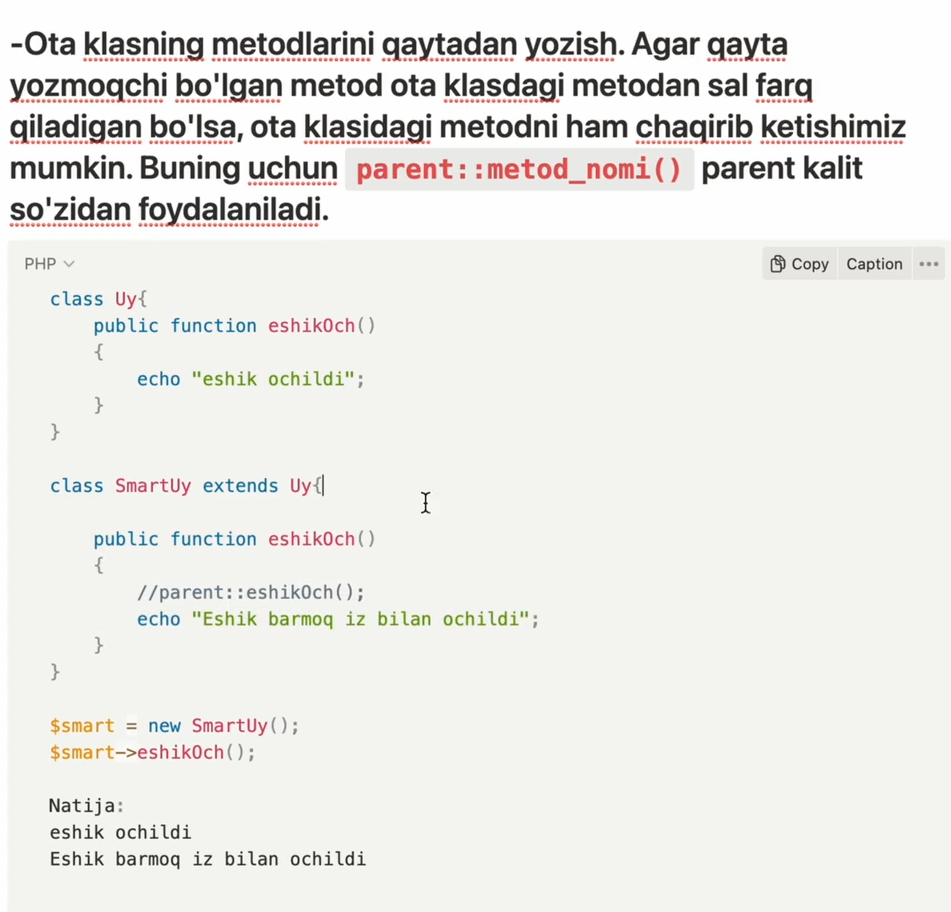 -Ota klasning metodlarini qaytadan yozish. Agar qayta
yozmoqchi bo'lgan metod ota klasdagi metodan sal farq
qiladigan bo'lsa, ota klasidagi metodni ham chaqirib ketishimiz
mumkin. Buning uchun parent::metod_nomi() parent kalit
so'zidan foydalaniladi.
PHP
Copy Caption
class Uy{
public function eshikOch()
{
echo "eshik ochildi";
}
}
class SmartUy extends Uy{
public function eshikOch()
{
//parent::eshikOch();
echo "Eshik barmoq iz bilan ochildi";
}
}
$smart = new SmartUy();
$smart->eshikOch();
Natija:
eshik ochildi
Eshik barmoq iz bilan ochildi